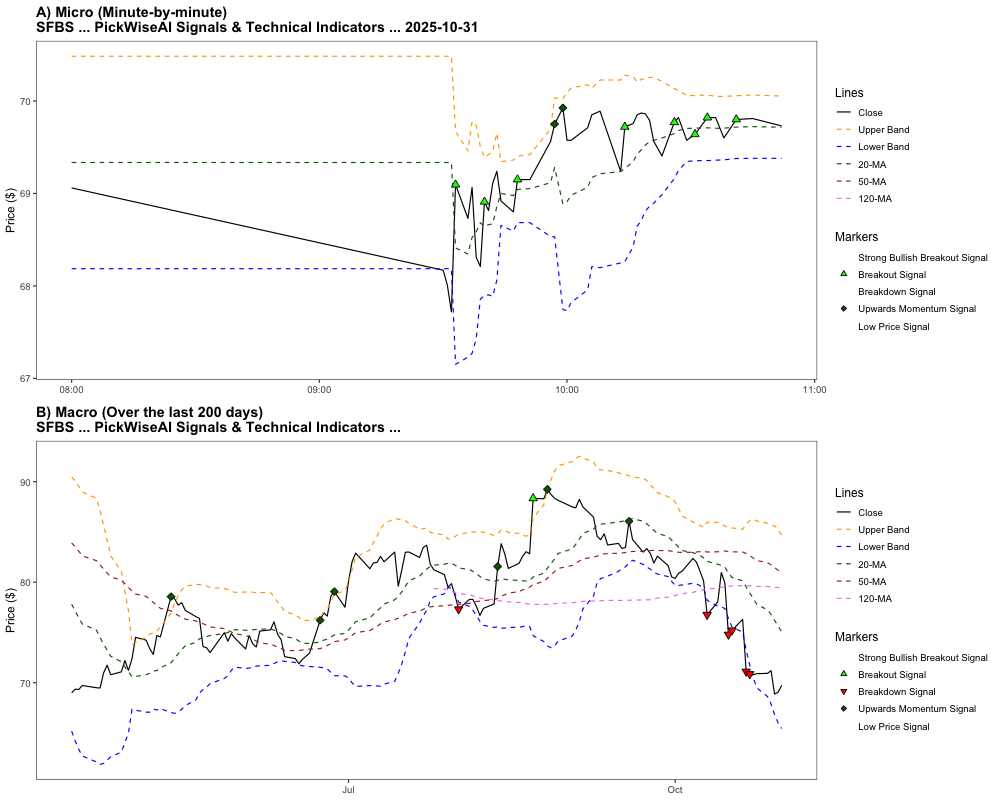 A) Micro (Minute-by-minute)
SFBS ... PickWiseAI Signals & Technical Indicators ... 2025-10-31
Price ($)
70
69
68
67
08:00
09:00
10:00
11:00
Lines
Close
Upper Band
Lower Band
20-MA
50-MA
120-MA
Markers
Strong Bullish Breakout Signal
Breakout Signal
Breakdown Signal
Upwards Momentum Signal
Low Price Signal
B) Macro (Over the last 200 days)
SFBS ... PickWiseAI Signals & Technical Indicators ...
Price ($)
90
80
70
Jul
Oct
Lines
Close
Upper Band
Lower Band
20-MA
50-MA
120-MA
Markers
Strong Bullish Breakout Signal
Breakout Signal
Breakdown Signal
Upwards Momentum Signal
Low Price Signal